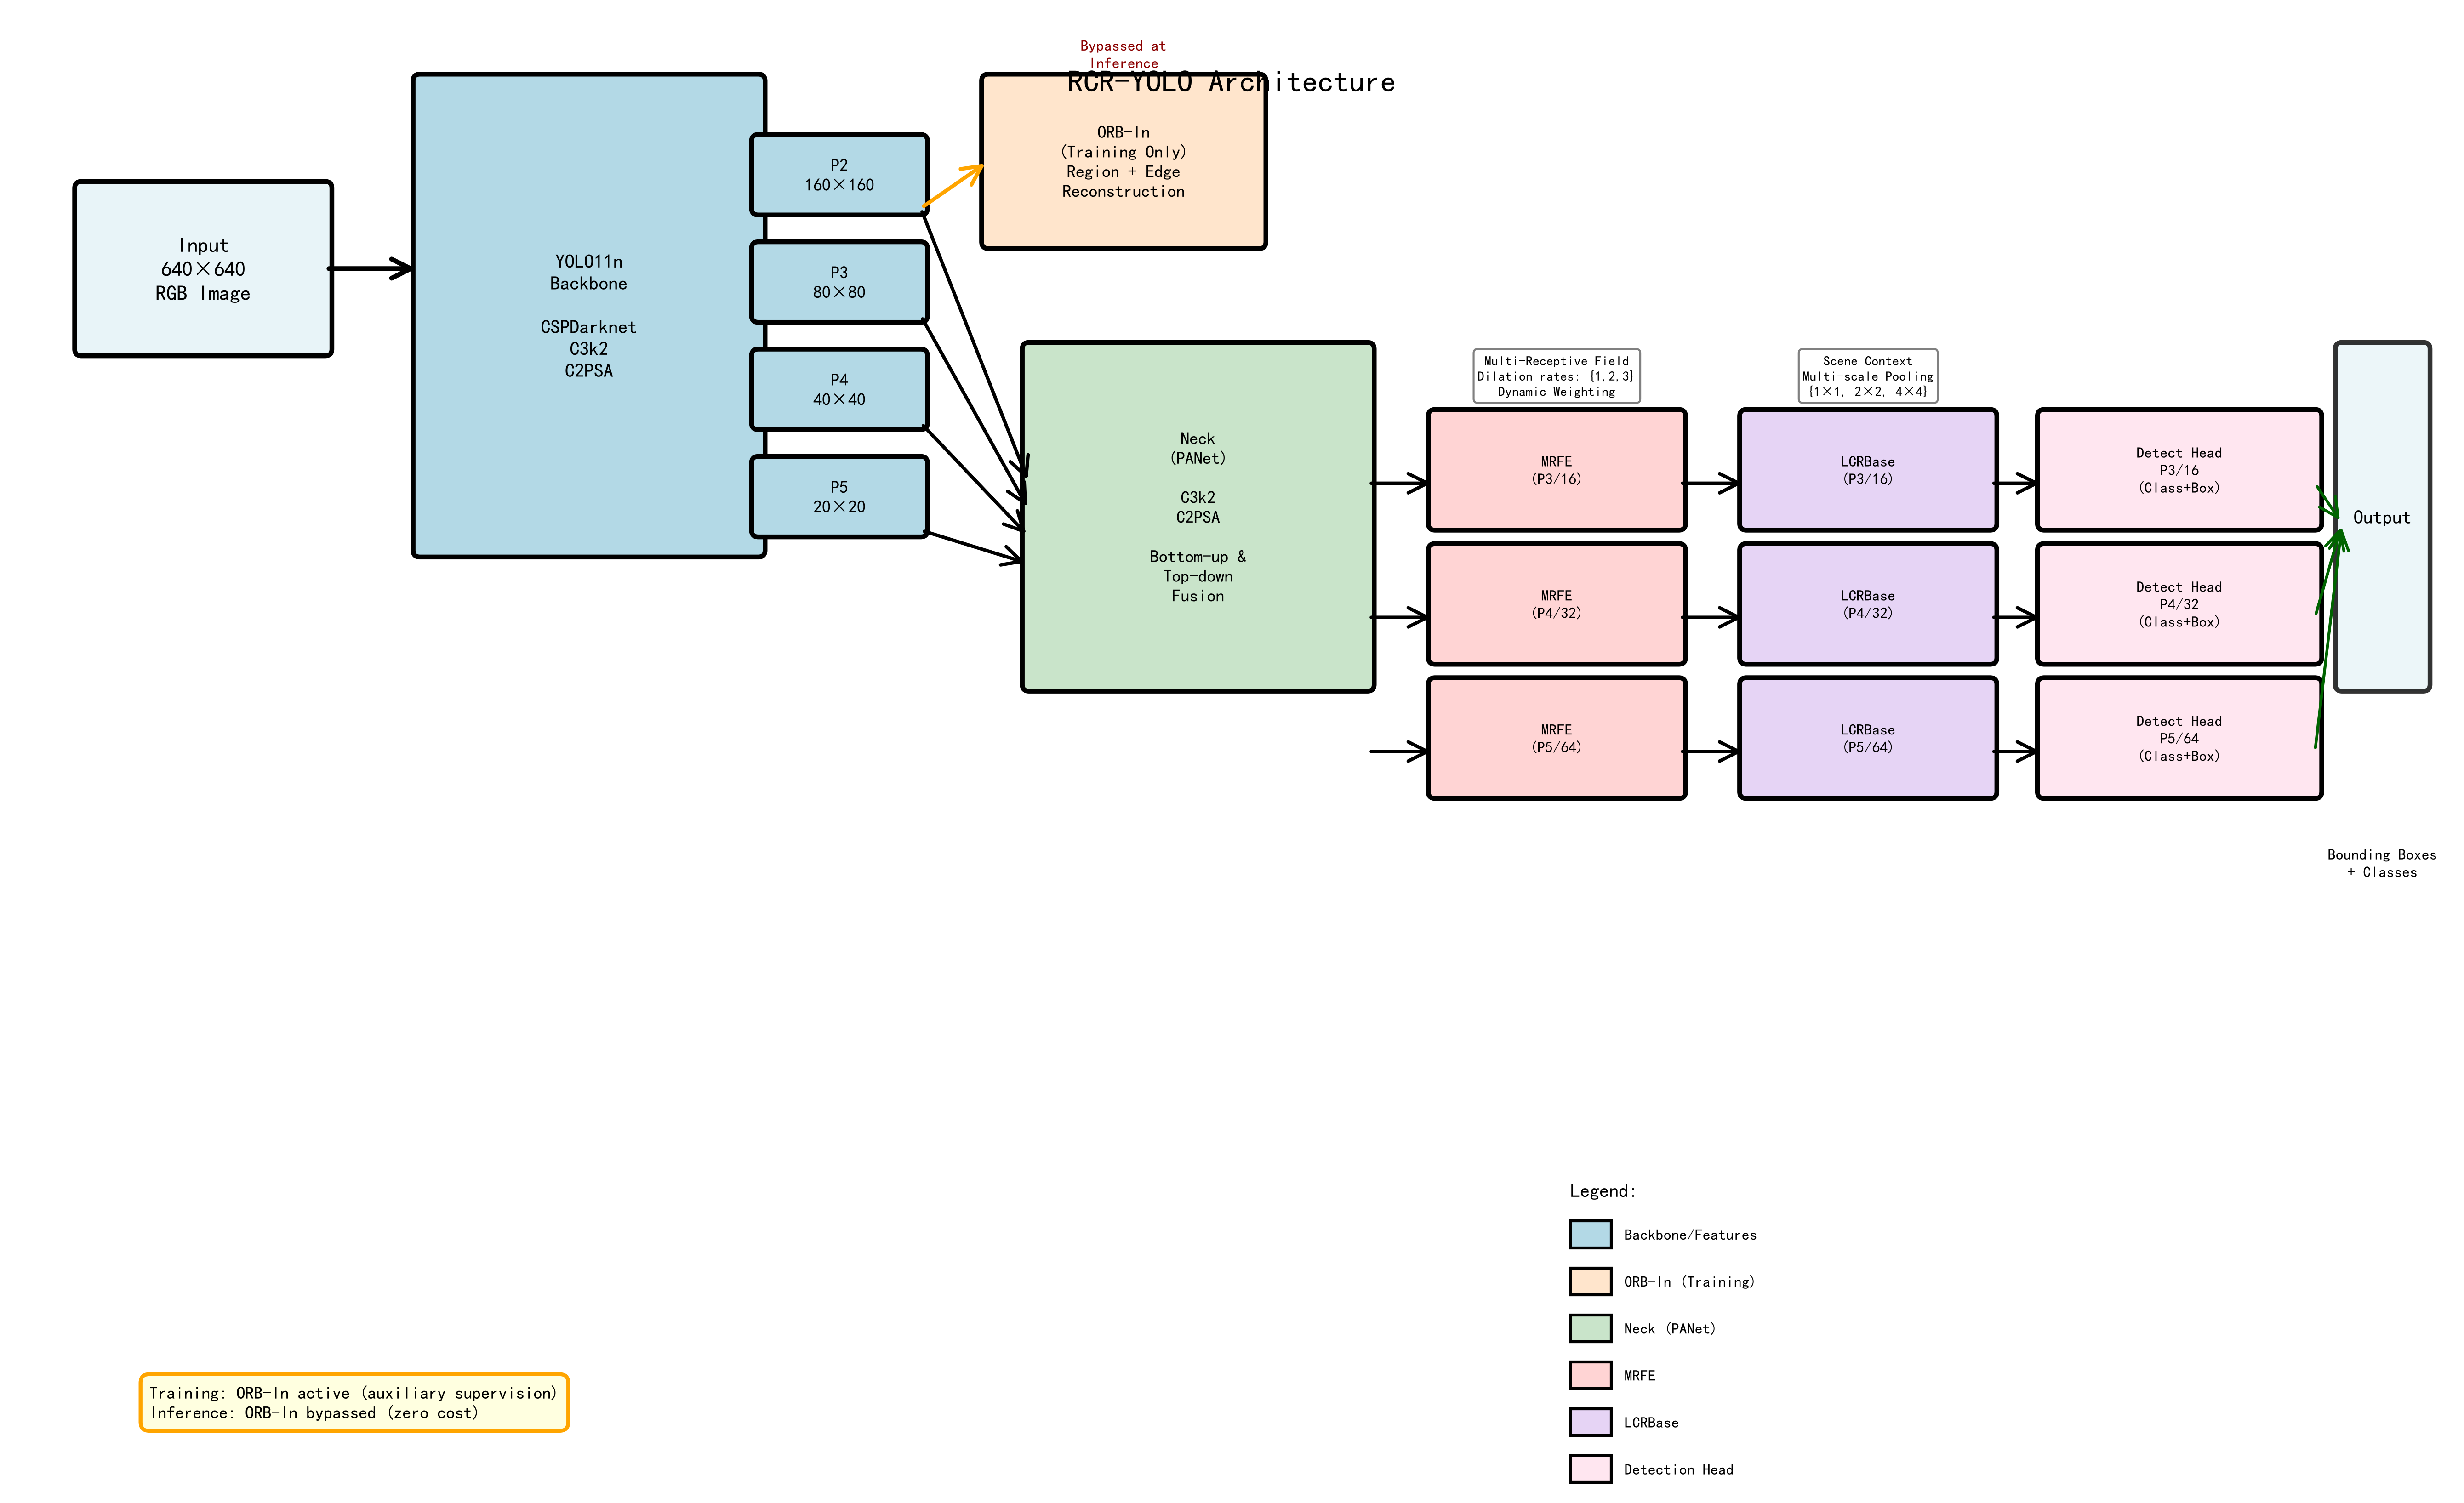 Bypassed at
Inference
RCR-YOLO Architecture
Input
640×640
RGB Image
YOLO11n
Backbone
CSPDarknet
C3k2
C2PSA
P2
160×160
P3
80×80
P4
40×40
P5
20×20
ORB-In
(Training Only)
Region + Edge
Reconstruction
Neck
(PANet)
C3k2
C2PSA
Bottom-up &
Top-down
Fusion
Multi-Receptive Field
Dilation rates: {1,2,3}
Dynamic Weighting
Scene Context
Multi-scale Pooling
{1×1, 2×2, 4×4}
MRFE
(P3/16)
LCRBase
(P3/16)
Detect Head
P3/16
(Class+Box)
MRFE
(P4/32)
LCRBase
(P4/32)
Detect Head
P4/32
(Class+Box)
MRFE
(P5/64)
LCRBase
(P5/64)
Detect Head
P5/64
(Class+Box)
Output
Bounding Boxes
+ Classes
Legend:
Backbone/Features
ORB-In (Training)
Neck (PANet)
MRFE
LCRBase
Detection Head
Training: ORB-In active (auxiliary supervision)
Inference: ORB-In bypassed (zero cost)